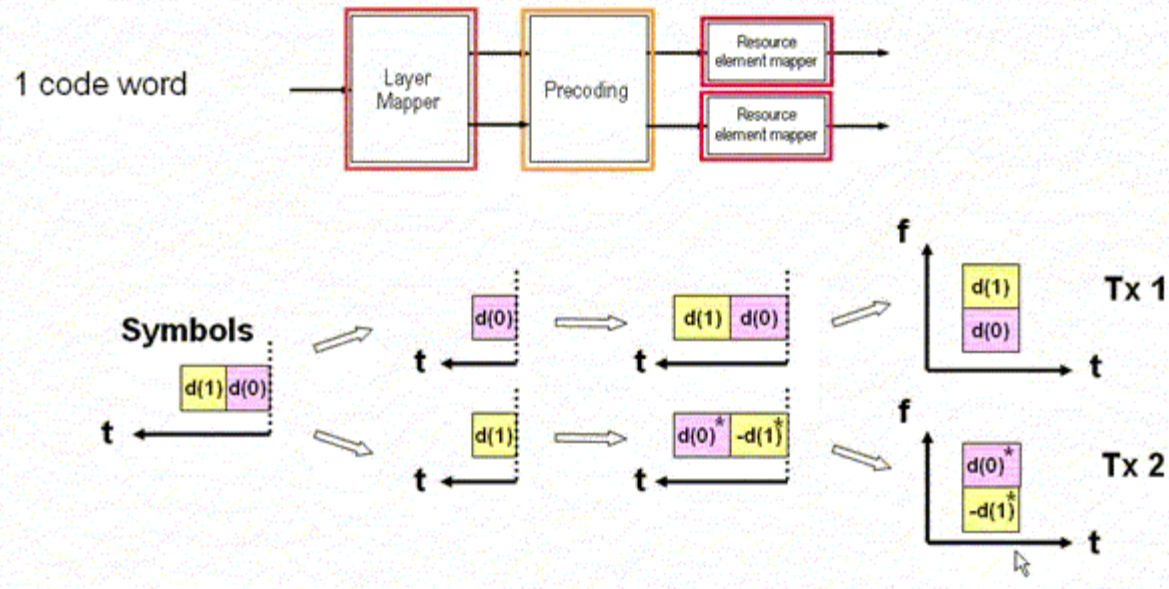 1 code word
Layer
Mapper
Precoding
Resource
element mapper
Resource
element mapper
Symbols
d(1) d(0)
t
d(0)
t
d(1)
t
d(1) d(0)
t
d(0)* -d(1)*
t
f
d(1)
d(0)
t
Tx 1
f
d(0)*
-d(1)*
t
Tx 2